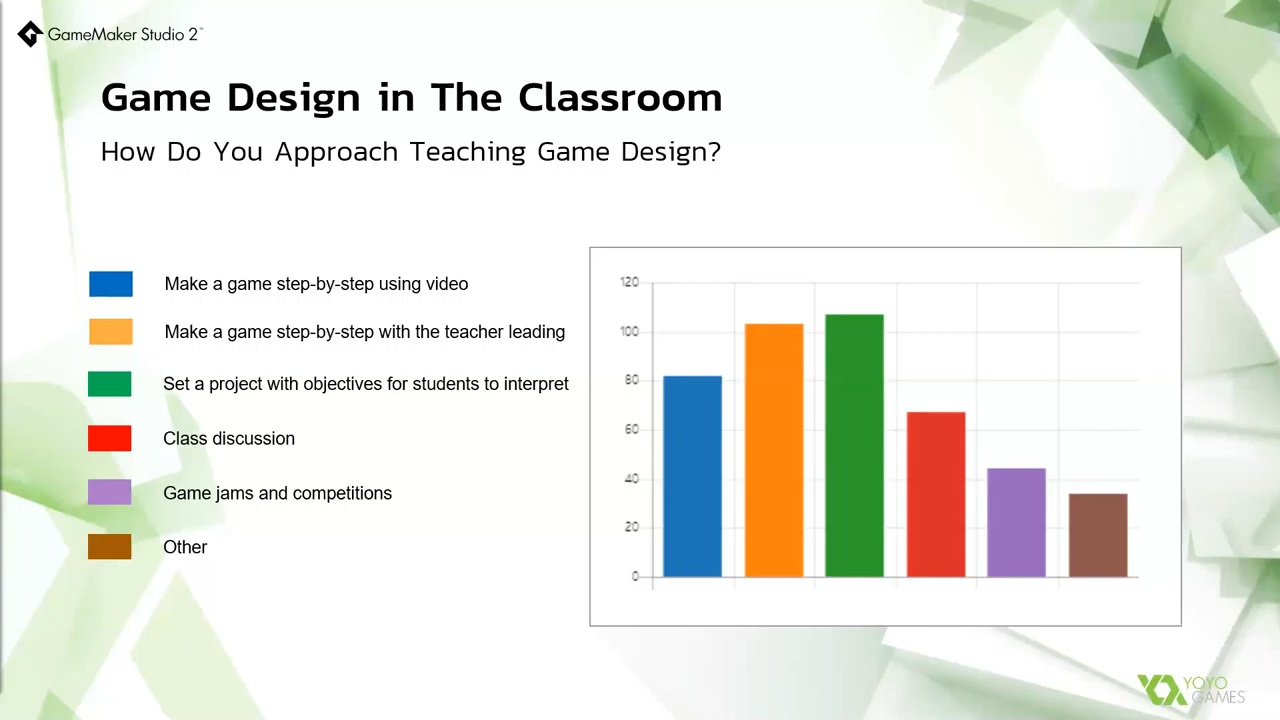 GameMaker Studio 2™
Game Design in The Classroom
How Do You Approach Teaching Game Design?
Make a game step-by-step using video
Make a game step-by-step with the teacher leading
Set a project with objectives for students to interpret
Class discussion
Game jams and competitions
Other
120
100
80
60
40
20
0
YOYO
GAMES